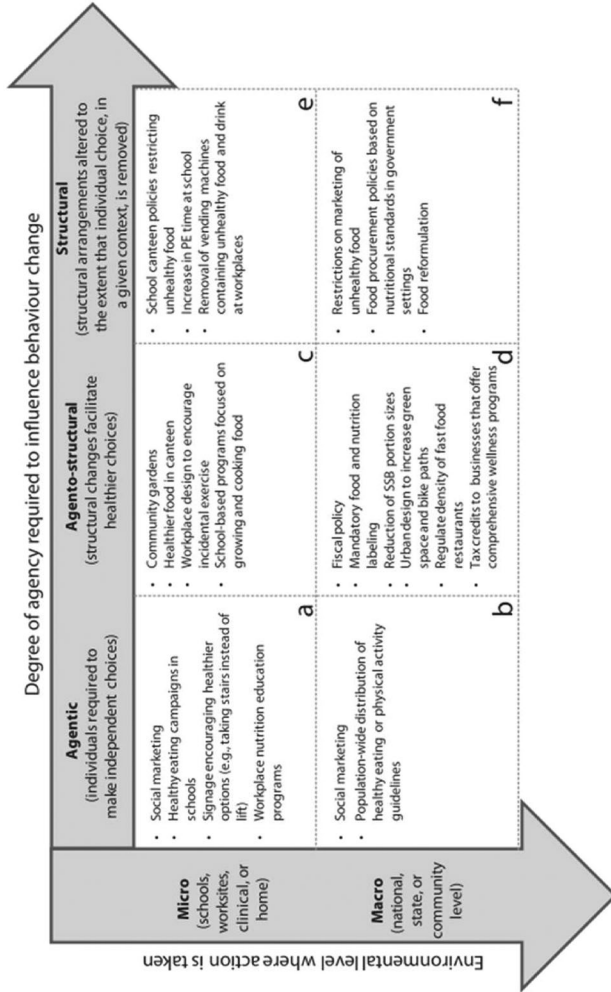 Degree of agency required to influence behaviour change
Agentic
(individuals required to
make independent choices)
Agento-structural
(structural changes facilitate
healthier choices)
Structural
(structural arrangements altered to
the extent that individual choice, in
a given context, is removed)
Environmental level where action is taken
Micro
(schools,
worksites,
clinical, or
home)
• Social marketing
• Healthy eating campaigns in
schools
• Signage encouraging healthier
options (e.g., taking stairs instead of
lift)
• Workplace nutrition education
programs
a
• Community gardens
• Healthier food in canteen
• Workplace design to encourage
incidental exercise
• School-based programs focused on
growing and cooking food
c
• School canteen policies restricting
unhealthy food
• Increase in PE time at school
• Removal of vending machines
containing unhealthy food and drink
at workplaces
e
Macro
(national,
state, or
community
level)
• Social marketing
• Population-wide distribution of
healthy eating or physical activity
guidelines
b
• Fiscal policy
• Mandatory food and nutrition
labeling
• Reduction of SSB portion sizes
• Urban design to increase green
space and bike paths
• Regulate density of fast food
restaurants
• Tax credits to businesses that offer
comprehensive wellness programs
d
• Restrictions on marketing of
unhealthy food
• Food procurement policies based on
nutritional standards in government
settings
• Food reformulation
f